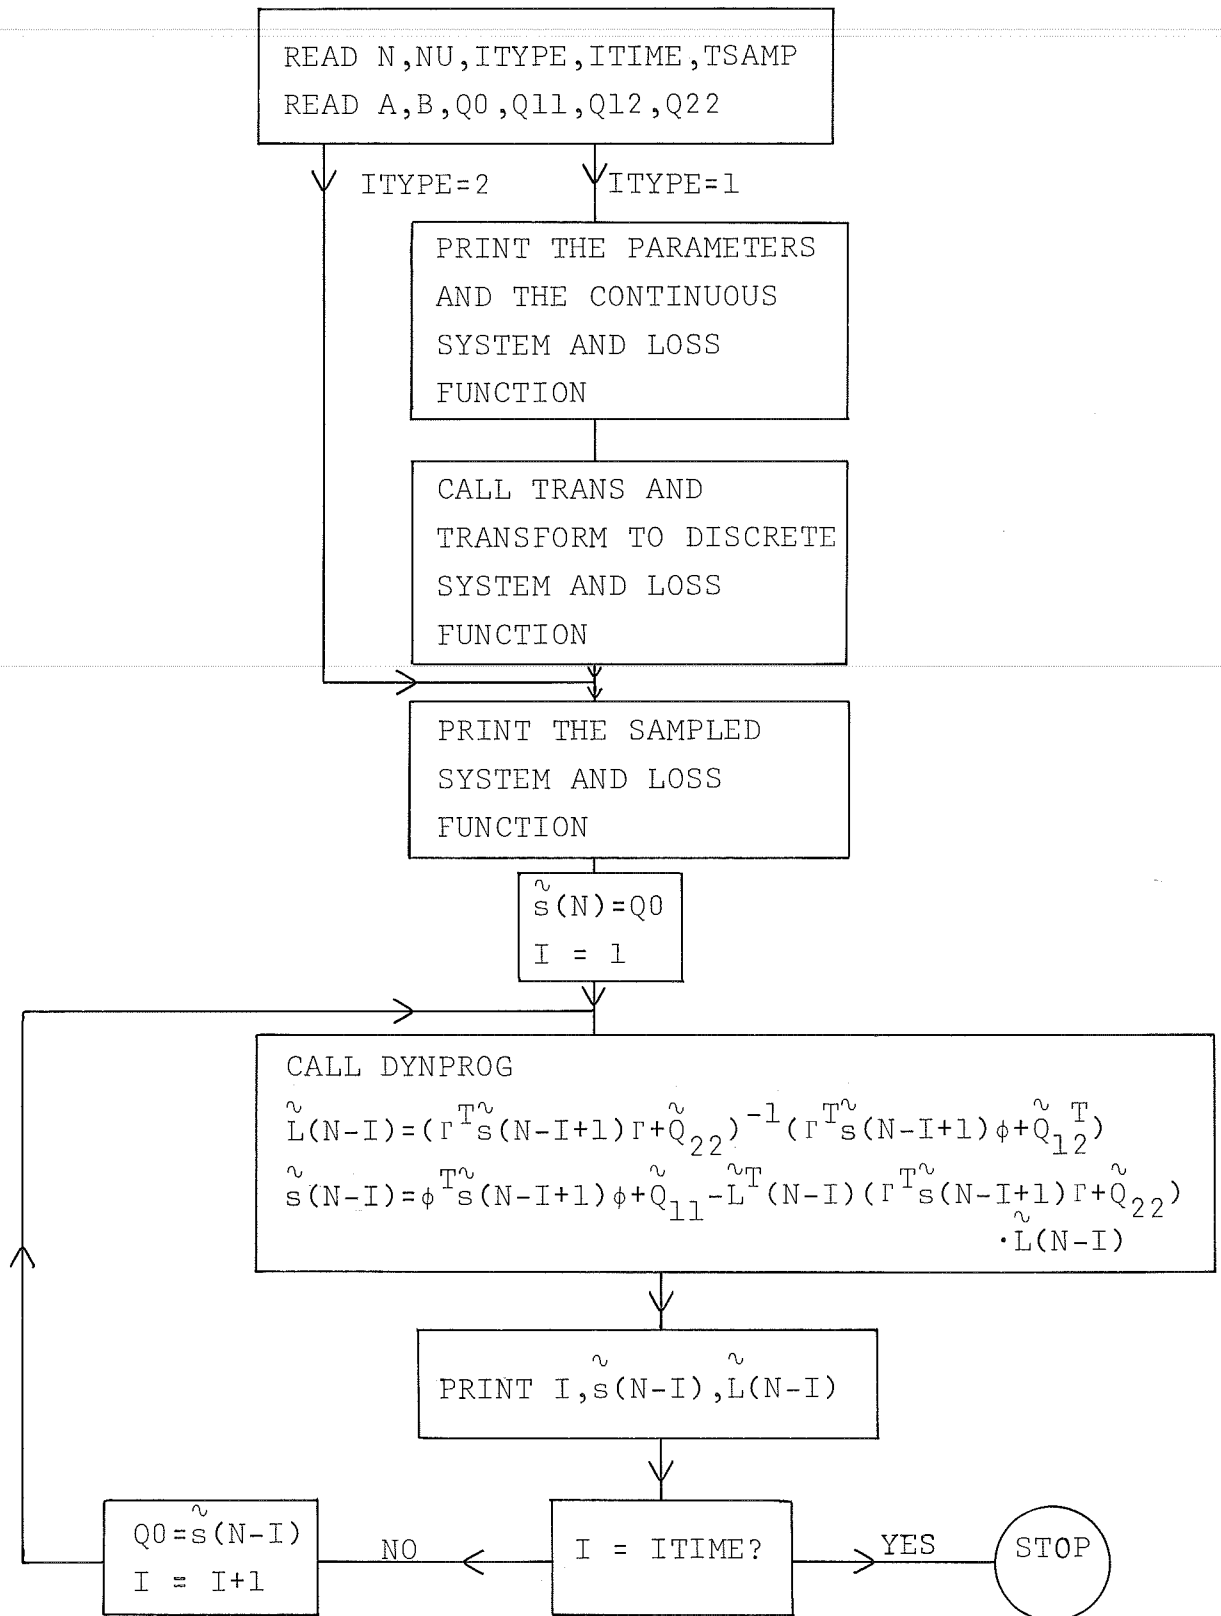 READ N,NU,ITYPE,ITIME,TSAMP
READ A,B,Q0,Q11,Q12,Q22
ITYPE=2
ITYPE=1
PRINT THE PARAMETERS
AND THE CONTINUOUS
SYSTEM AND LOSS
FUNCTION
CALL TRANS AND
TRANSFORM TO DISCRETE
SYSTEM AND LOSS
FUNCTION
PRINT THE SAMPLED
SYSTEM AND LOSS
FUNCTION
s̃(N)=Q0
I = 1
CALL DYNPROG
L̃(N-I)=(Γ^T s̃(N-I+1)Γ+Q̃_22)^-1(Γ^T s̃(N-I+1)φ+Q̃_12^T)
s̃(N-I)=φ^T s̃(N-I+1)φ+Q̃_11-L̃^T(N-I)(Γ^T s̃(N-I+1)Γ+Q̃_22)
·L̃(N-I)
PRINT I,s̃(N-I),L̃(N-I)
Q0=s̃(N-I)
I = I+1
NO
I = ITIME?
YES
STOP